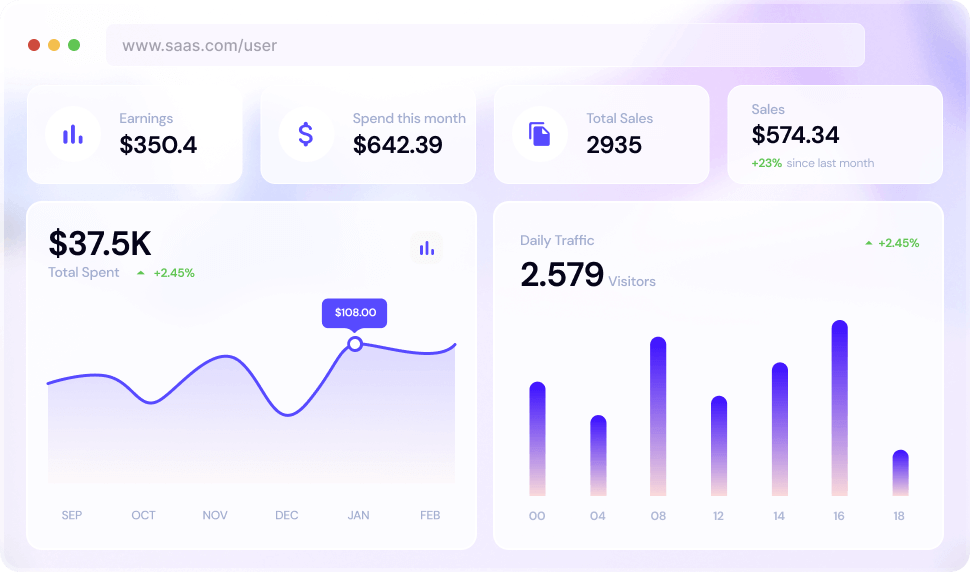 www.saas.com/user
Earnings
$350.4
Spend this month
$642.39
Total Sales
2935
Sales
$574.34
+23% since last month
$37.5K
Total Spent +2.45%
$108.00
SEP OCT NOV DEC JAN FEB
Daily Traffic
+2.45%
2.579 Visitors
00 04 08 12 14 16 18